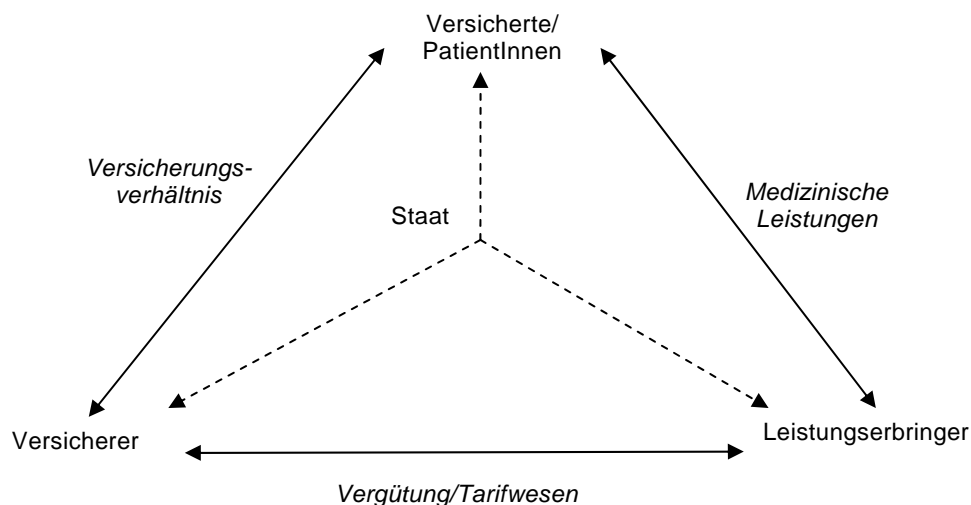 Versicherte/
PatientInnen
Versicherungs-
verhältnis
Medizinische
Leistungen
Staat
Versicherer
Leistungserbringer
Vergütung/Tarifwesen